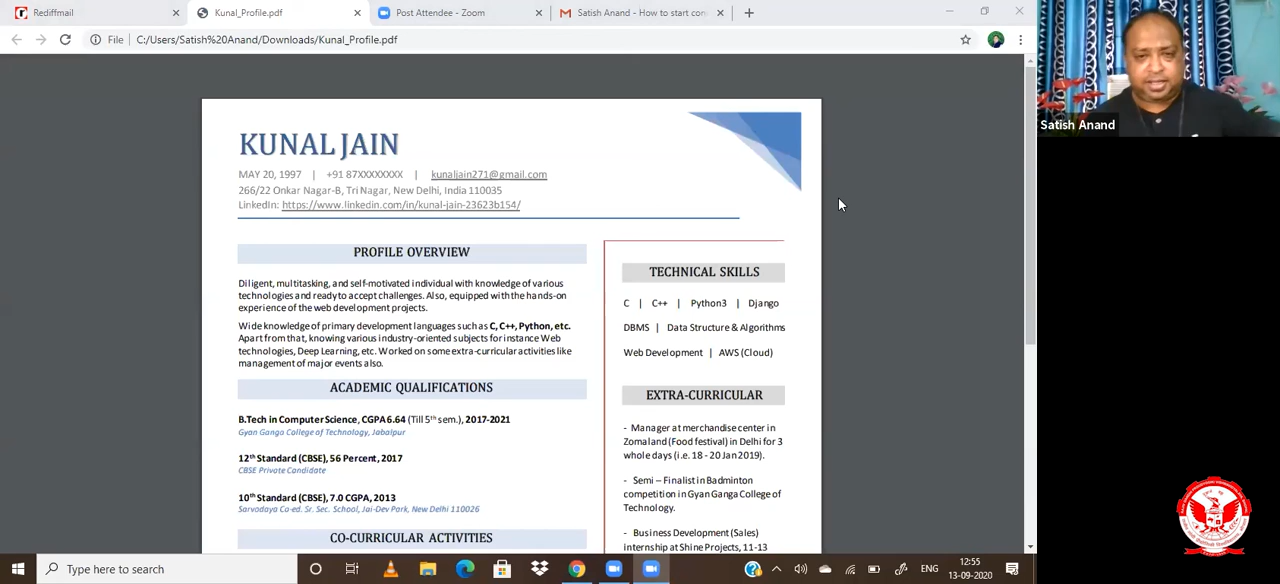 Rediffmail
Kunal_Profile.pdf
Post Attendee - Zoom
Satish Anand - How to start con
File
C:/Users/Satish%20Anand/Downloads/Kunal_Profile.pdf
Satish Anand
KUNAL JAIN
MAY 20, 1997 | +91 87XXXXXXXX | kunaljain271@gmail.com
266/22 Onkar Nagar-B, Tri Nagar, New Delhi, India 110035
LinkedIn: https://www.linkedin.com/in/kunal-jain-23623b154/
PROFILE OVERVIEW
Diligent, multitasking, and self-motivated individual with knowledge of various
technologies and ready to accept challenges. Also, equipped with the hands-on
experience of the web development projects.
Wide knowledge of primary development languages such as C, C++, Python, etc.
Apart from that, knowing various industry-oriented subjects for instance Web
technologies, Deep Learning, etc. Worked on some extra-curricular activities like
management of major events also.
ACADEMIC QUALIFICATIONS
B.Tech in Computer Science, CGPA 6.64 (Till 5th sem.), 2017-2021
Gyan Ganga College of Technology, Jabalpur
12th Standard (CBSE), 56 Percent, 2017
CBSE Private Candidate
10th Standard (CBSE), 7.0 CGPA, 2013
Sarvodaya Co-ed. Sr. Sec. School, Jai-Dev Park, New Delhi 110026
CO-CURRICULAR ACTIVITIES
TECHNICAL SKILLS
C | C++ | Python3 | Django
DBMS | Data Structure & Algorithms
Web Development | AWS (Cloud)
EXTRA-CURRICULAR
- Manager at merchandise center in
Zomaland (Food festival) in Delhi for 3
whole days (i.e. 18 - 20 Jan 2019).
- Semi – Finalist in Badminton
competition in Gyan Ganga College of
Technology.
- Business Development (Sales)
Internship at Shine Projects, 11-13
Type here to search
ENG
12:55
13-09-2020